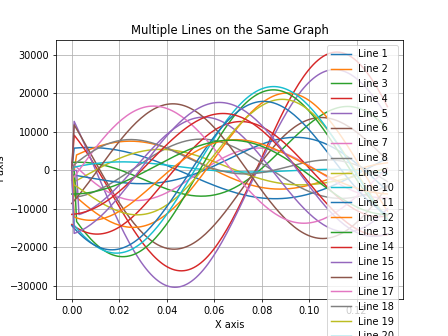 Multiple Lines on the Same Graph
30000
20000
10000
0
−10000
−20000
−30000
0.00
0.02
0.04
0.06
0.08
0.10
X axis
axis
Line 1
Line 2
Line 3
Line 4
Line 5
Line 6
Line 7
Line 8
Line 9
Line 10
Line 11
Line 12
Line 13
Line 14
Line 15
Line 16
Line 17
Line 18
Line 19
Line 20